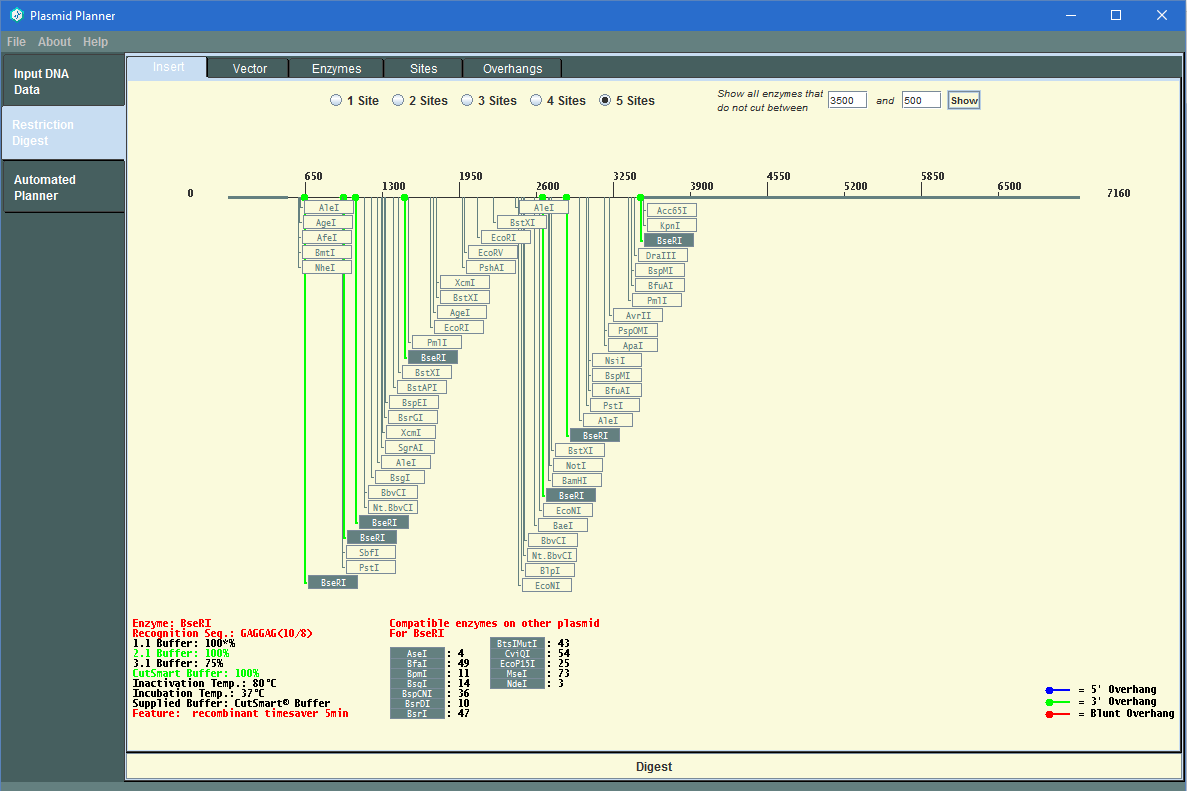 Plasmid Planner
File About Help
Input DNA
Data
Restriction
Digest
Automated
Planner
Insert Vector Enzymes Sites Overhangs
1 Site 2 Sites 3 Sites 4 Sites 5 Sites
Show all enzymes that
do not cut between
3500 and 500 Show
0 650 1300 1950 2600 3250 3900 4550 5200 5850 6500 7160
AleI
AgeI
AfeI
BmtI
NheI
XcmI
BstXI
AgeI
EcoRI
PmlI
BseRI
BstXI
BstAPI
BspEI
BsrGI
XcmI
SgrAI
AleI
BsgI
BbvCI
Nt.BbvCI
BseRI
BseRI
SbfI
PstI
BseRI
AleI
BstXI
EcoRI
EcoRV
PshAI
Acc65I
KpnI
BseRI
DraIII
BspMI
BfuAI
PmlI
AvrII
PspOMI
ApaI
NsiI
BspMI
BfuAI
PstI
AleI
BseRI
BstXI
NotI
BamHI
BseRI
EcoNI
BaeI
BbvCI
Nt.BbvCI
BlpI
EcoNI
Enzyme: BseRI
Recognition Seq.: GAGGAG(10/8)
1.1 Buffer: 100*%
2.1 Buffer: 100%
3.1 Buffer: 75%
CutSmart Buffer: 100%
Inactivation Temp.: 80°C
Incubation Temp.: 37°C
Supplied Buffer: CutSmart® Buffer
Feature: recombinant timesaver 5min
Compatible enzymes on other plasmid
For BseRI
AseI : 4
BfaI : 49
BpmI : 11
BsgI : 14
BspCNI : 36
BsrDI : 10
BsrI : 47
BtsIMutI : 43
CviQI : 54
EcoP15I : 25
MseI : 73
NdeI : 3
= 5' Overhang
= 3' Overhang
= Blunt Overhang
Digest